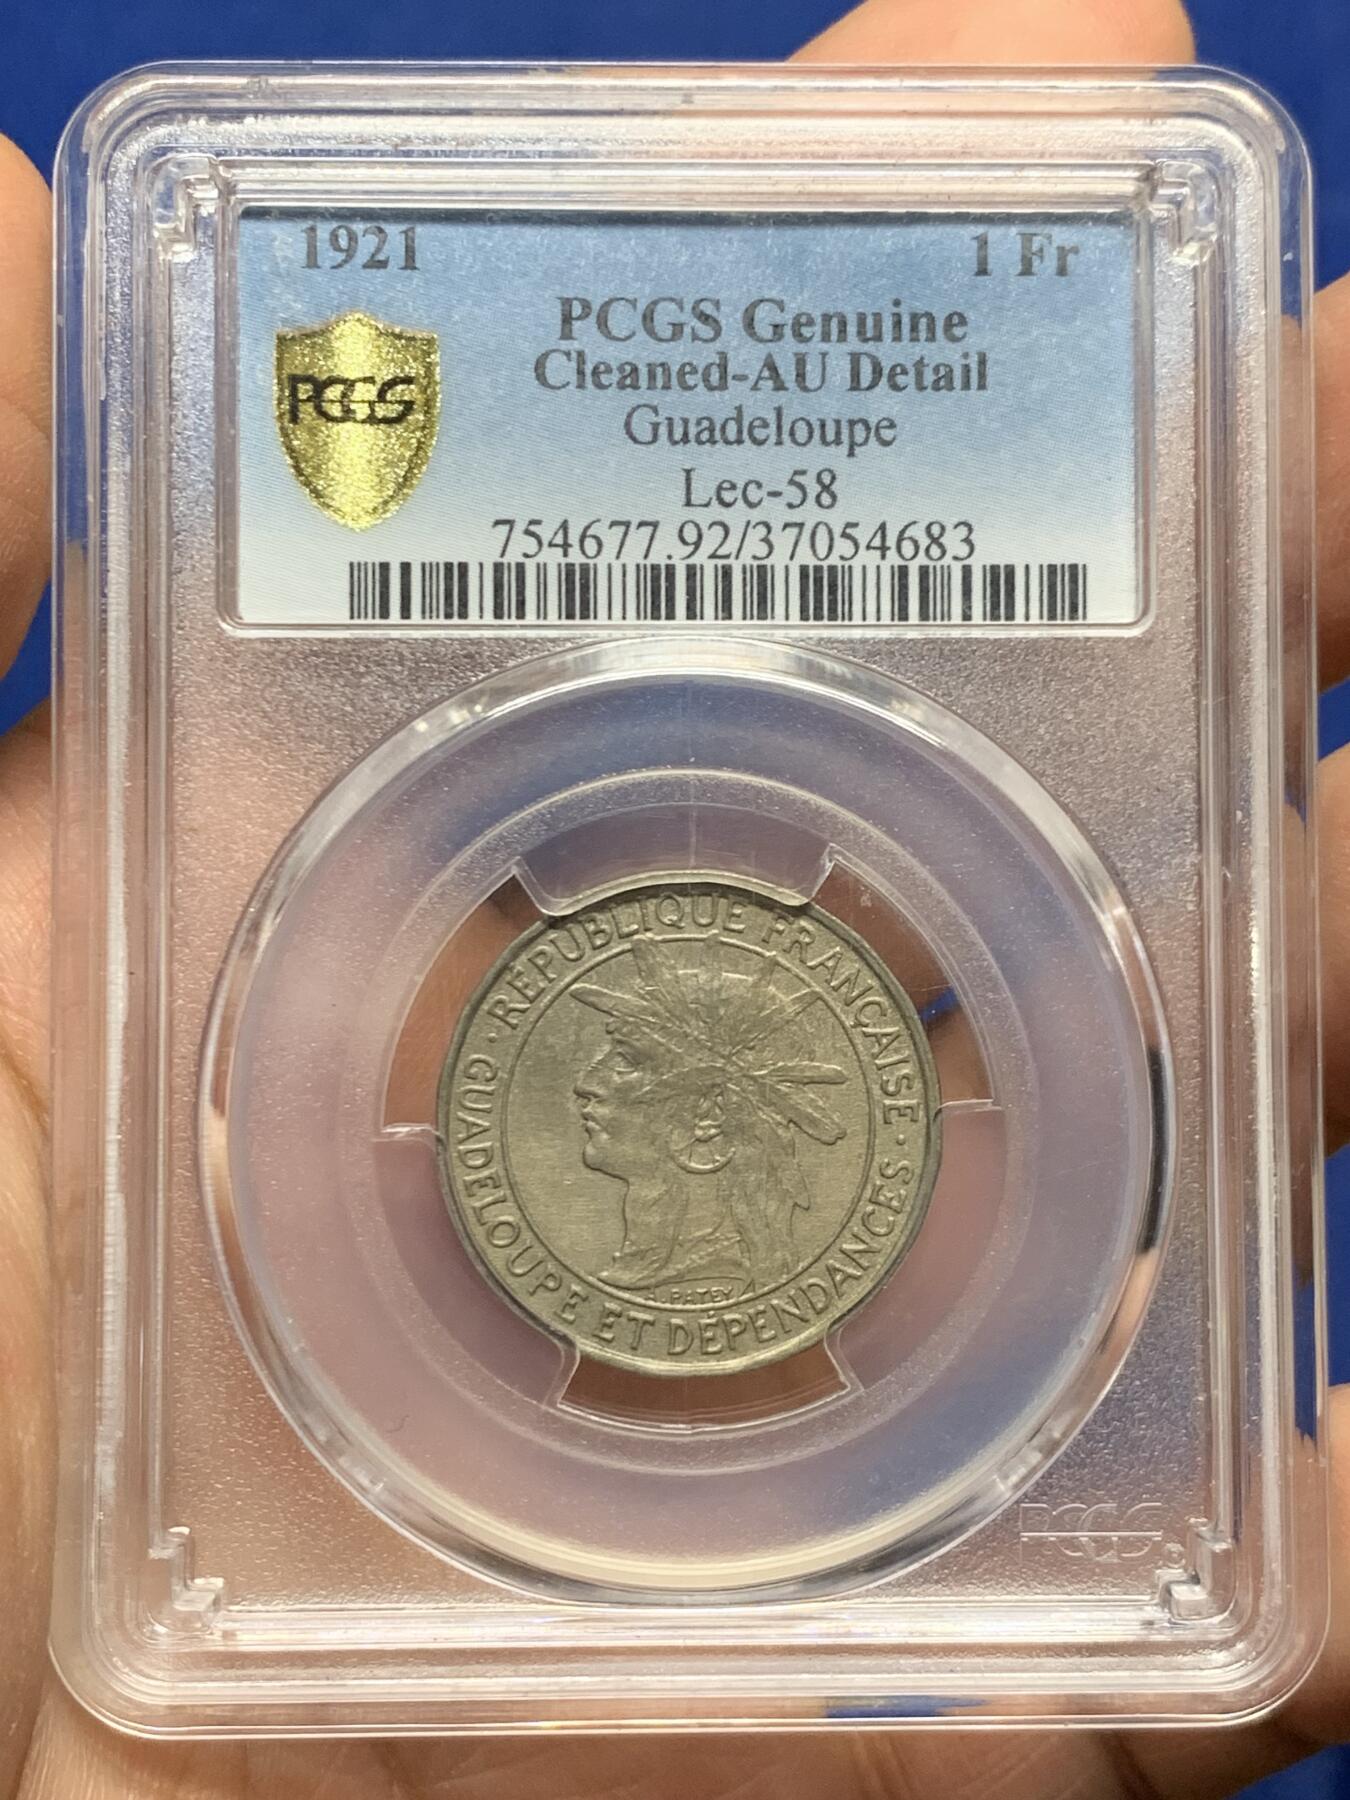 1921 1 Fr
PCGS Genuine
Cleaned-AU Detail
PCGS
Guadeloupe
Lec-58
754677.92/37054683
· RÉPUBLIQUE FRANÇAISE ·
GUADELOUPE ET DÉPENDANCES
A. PATEY
PCGS